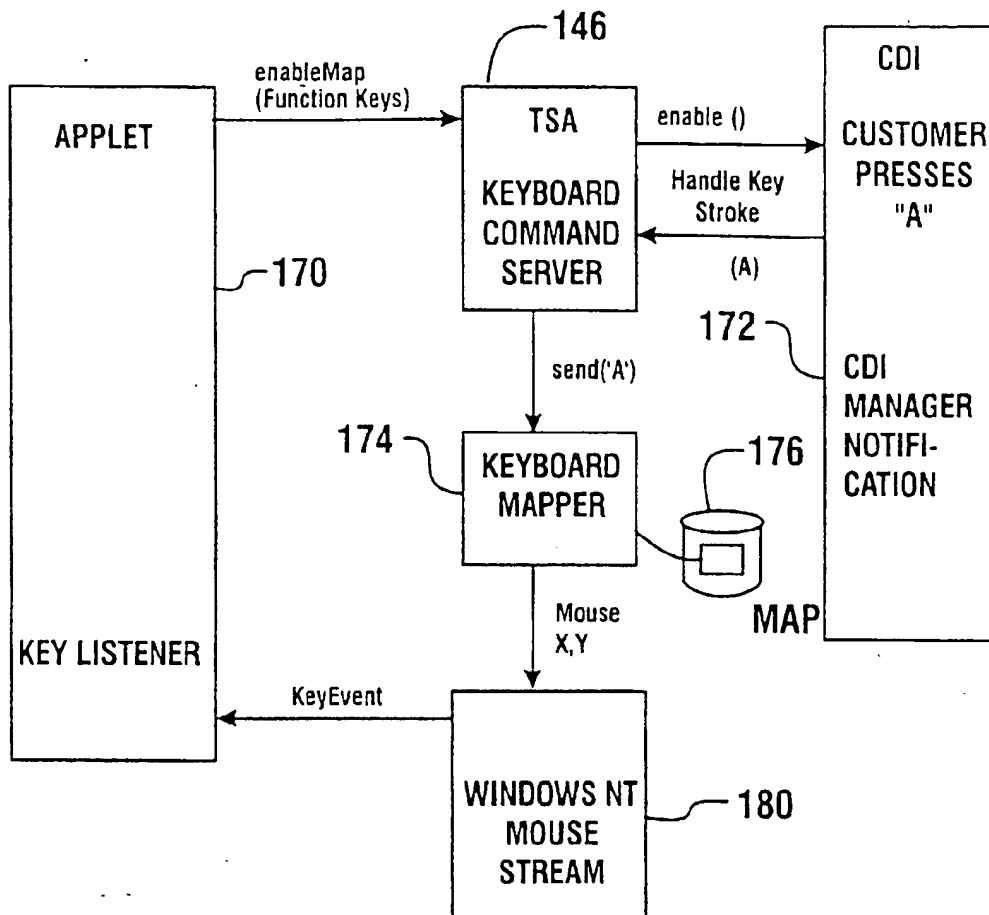 146
CDI
enableMap
(Function Keys)
APPLET
TSA
enable ()
CUSTOMER
PRESSES
"A"
KEYBOARD
COMMAND
SERVER
Handle Key
Stroke
(A)
170
172
send('A')
CDI
MANAGER
NOTIFI-
CATION
174
KEYBOARD
MAPPER
176
MAP
Mouse
X,Y
KEY LISTENER
KeyEvent
WINDOWS NT
MOUSE
STREAM
180